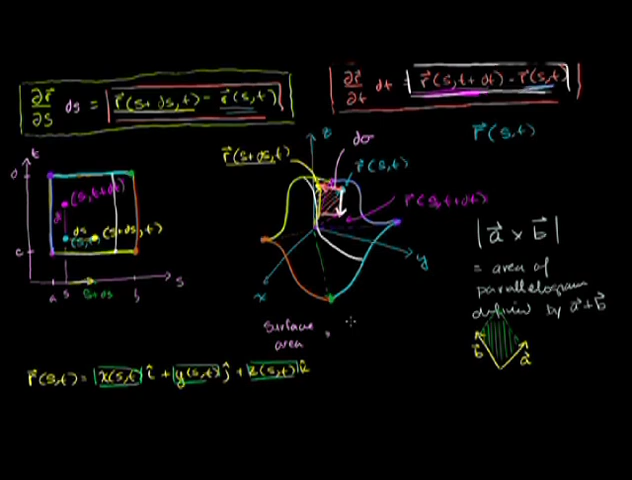 ∂r⃗/∂s ds = r⃗(s+ds,t) - r⃗(s,t)
∂r⃗/∂t dt = r⃗(s,t+dt) - r⃗(s,t)
r⃗(s,t)
z
dσ
r⃗(s+ds,t)
r⃗(s,t)
r⃗(s,t+dt)
y
x
t
d
(s,t+dt)
ds
(s+ds,t)
c
a s s+ds b s
|a⃗ × b⃗|
= area of
parallelogram
defined by a⃗+b⃗
b⃗ a⃗
surface
area
r⃗(s,t) = x(s,t) î + y(s,t) ĵ + z(s,t) k̂